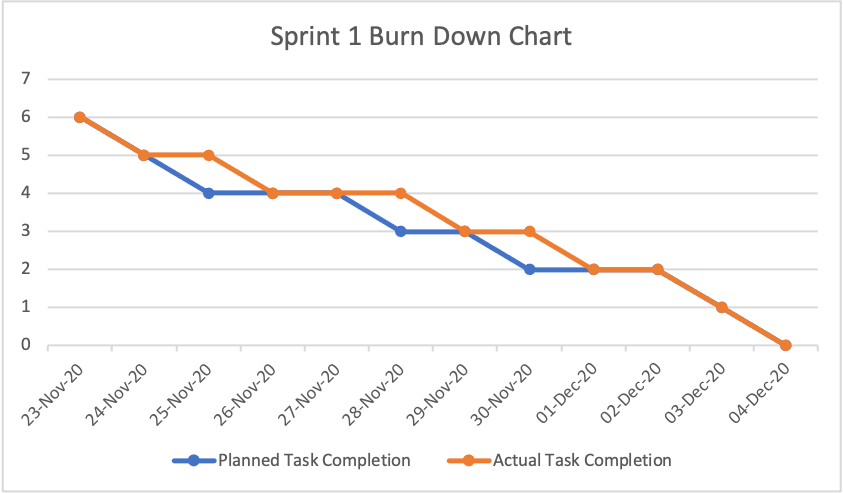 Sprint 1 Burn Down Chart
7
6
5
4
3
2
1
0
23-Nov-20
24-Nov-20
25-Nov-20
26-Nov-20
27-Nov-20
28-Nov-20
29-Nov-20
30-Nov-20
01-Dec-20
02-Dec-20
03-Dec-20
04-Dec-20
Planned Task Completion
Actual Task Completion